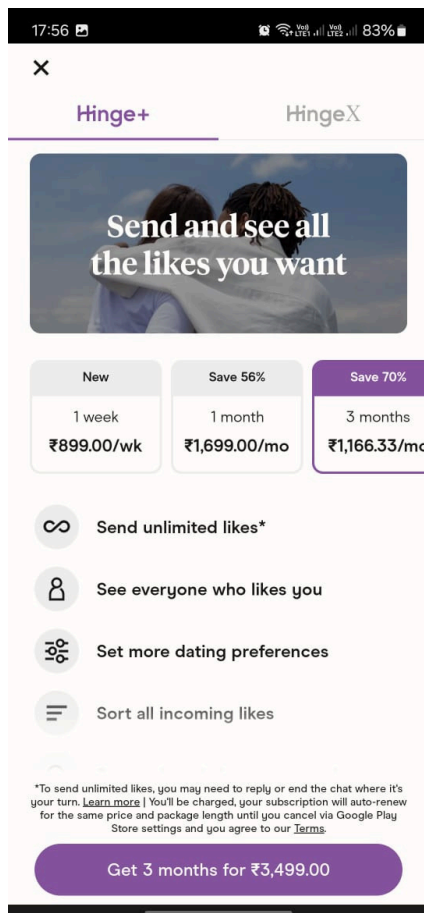 17:56
Vo)) LTE1 Vo)) LTE2 83%
Hinge+
HingeX
Send and see all
the likes you want
New
1 week
₹899.00/wk
Save 56%
1 month
₹1,699.00/mo
Save 70%
3 months
₹1,166.33/mo
Send unlimited likes*
See everyone who likes you
Set more dating preferences
Sort all incoming likes
*To send unlimited likes, you may need to reply or end the chat where it's
your turn. Learn more | You'll be charged, your subscription will auto-renew
for the same price and package length until you cancel via Google Play
Store settings and you agree to our Terms.
Get 3 months for ₹3,499.00